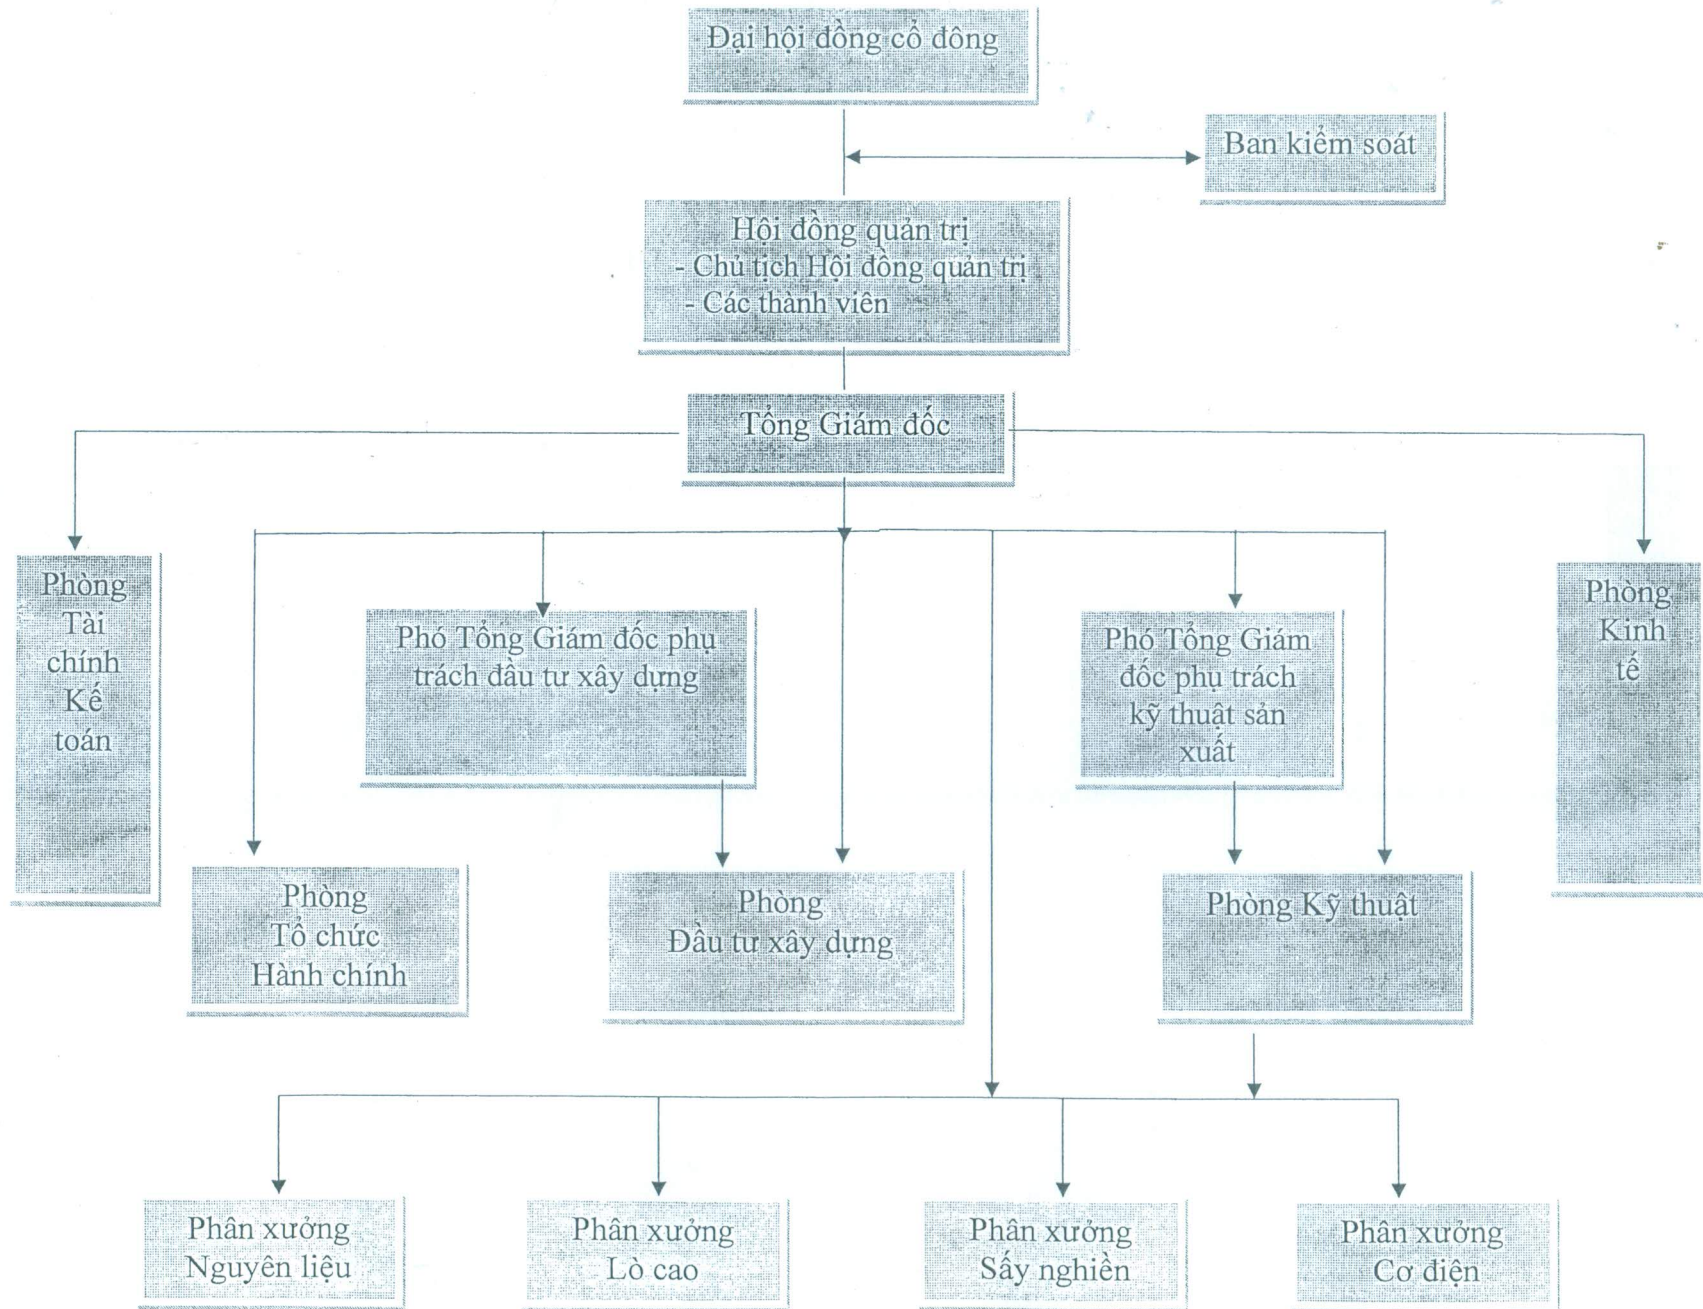 Đại hội đồng cổ đông
Ban kiểm soát
Hội đồng quản trị
- Chủ tịch Hội đồng quản trị
- Các thành viên
Tổng Giám đốc
Phòng
Tài
chính
Kế
toán
Phó Tổng Giám đốc phụ
trách đầu tư xây dựng
Phó Tổng Giám
đốc phụ trách
kỹ thuật sản
xuất
Phòng
Kinh
tế
Phòng
Tổ chức
Hành chính
Phòng
Đầu tư xây dựng
Phòng Kỹ thuật
Phân xưởng
Nguyên liệu
Phân xưởng
Lò cao
Phân xưởng
Sấy nghiền
Phân xưởng
Cơ điện